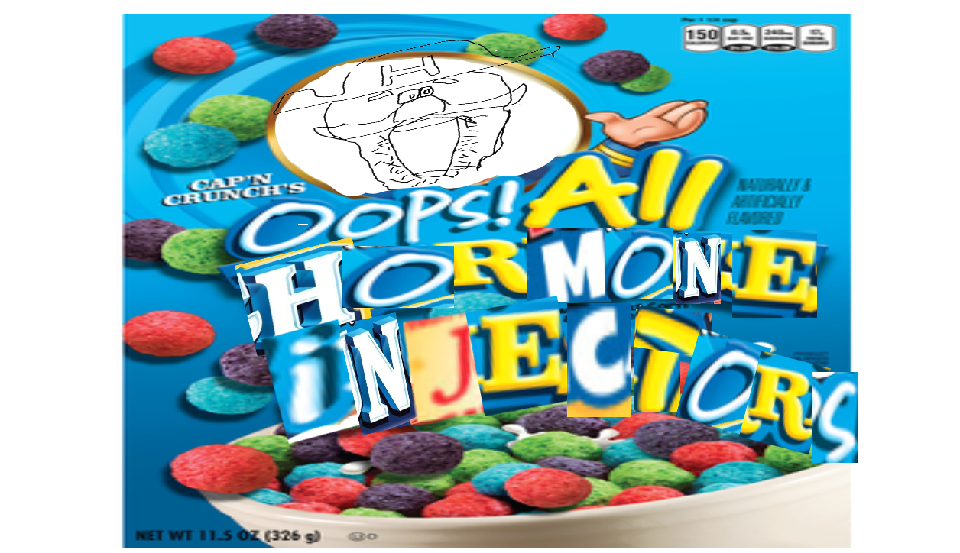 150
H
CAP'N
CRUNCH'S
OOPS! All
NATURALLY &
ARTIFICIALLY
FLAVORED
HORMONE
iNJECTORS
NET WT 11.5 OZ (326 g)